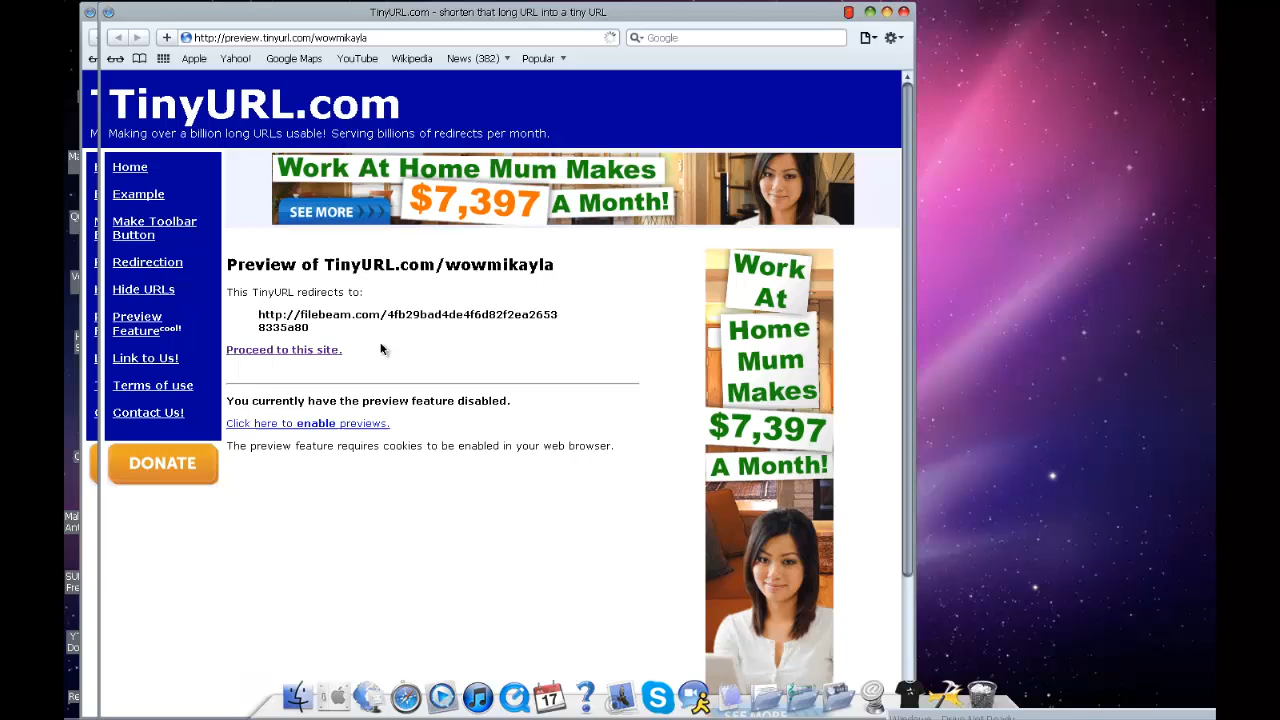 TinyURL.com - shorten that long URL into a tiny URL
http://preview.tinyurl.com/wowmikayla
Google
Apple Yahoo! Google Maps YouTube Wikipedia News (382) Popular
TinyURL.com
Making over a billion long URLs usable! Serving billions of redirects per month.
Home
Example
Make Toolbar
Button
Redirection
Hide URLs
Preview
Feature cool!
Link to Us!
Terms of use
Contact Us!
DONATE
Work At Home Mum Makes
$7,397 A Month!
SEE MORE
Preview of TinyURL.com/wowmikayla
This TinyURL redirects to:
http://filebeam.com/4fb29bad4de4f6d82f2ea2653
8335a80
Proceed to this site.
You currently have the preview feature disabled.
Click here to enable previews.
The preview feature requires cookies to be enabled in your web browser.
Work
At
Home
Mum
Makes
$7,397
A Month!
SEE MORE
17